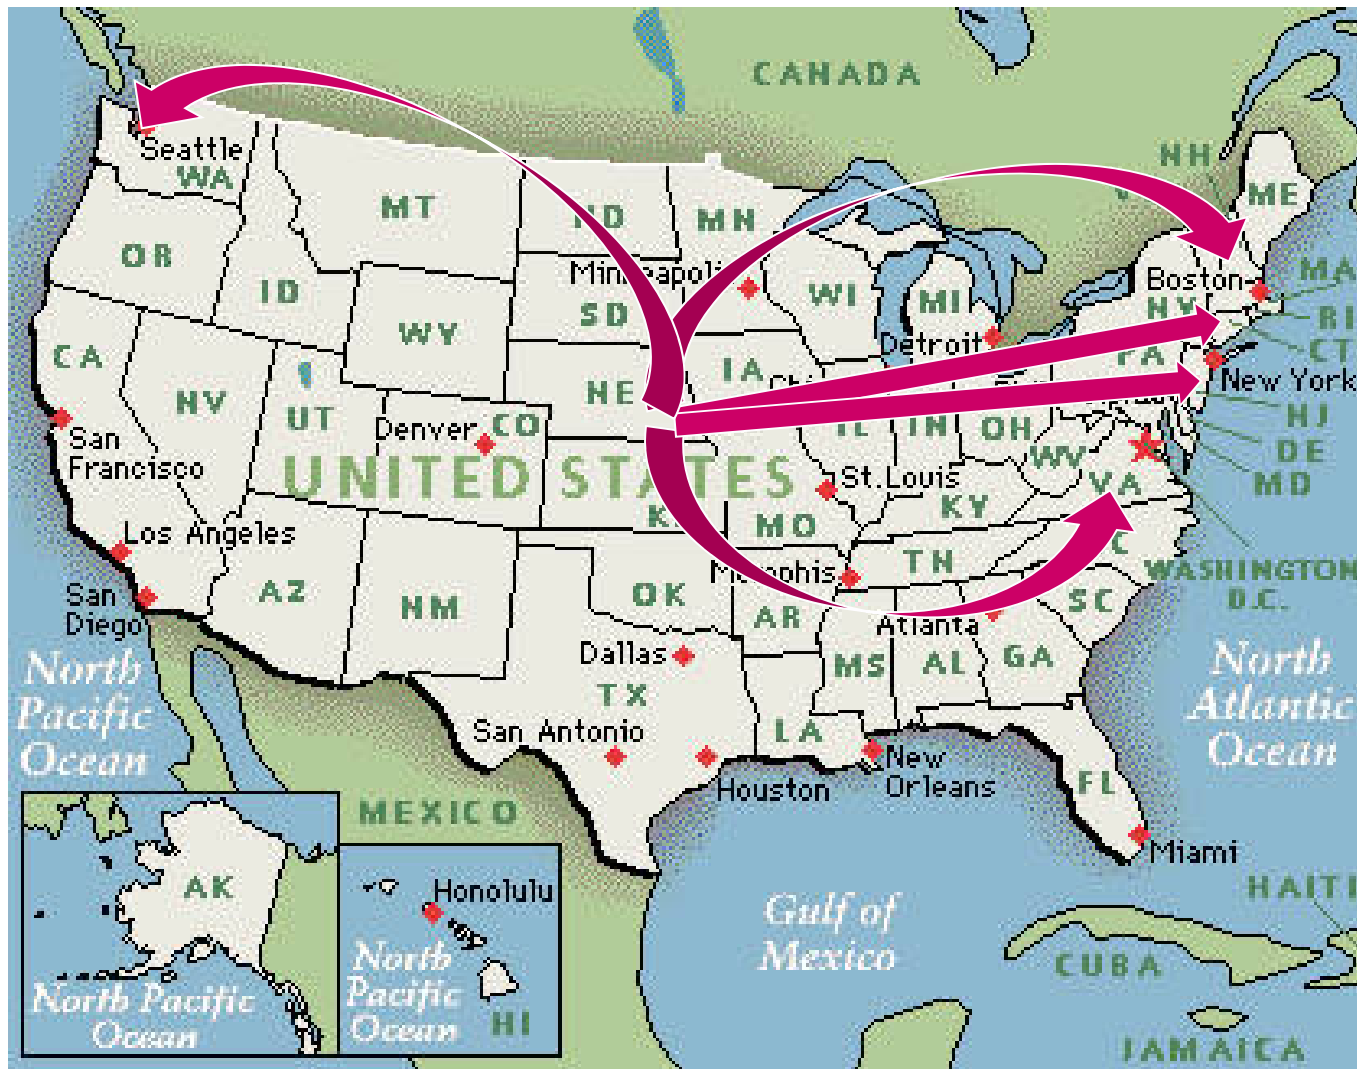 CANADA
NH
ME
Seattle
WA
MT
MN
OR
ID
Minneapolis
WI
MI
Boston
MA
NY
RI
SD
WY
CA
Detroit
CT
PA
IA
NE
New York
NV
UT
Denver
CO
IL
IN
OH
NJ
San
Francisco
DE
WV
MD
UNITED STATES
St.Louis
VA
KY
MO
Los Angeles
TN
WASHINGTON
D.C.
AZ
NM
OK
Memphis
SC
San
Diego
AR
Atlanta
North
Pacific
Ocean
Dallas
MS
AL
GA
North
Atlantic
Ocean
TX
San Antonio
LA
New
Orleans
Houston
FL
MEXICO
Miami
AK
Honolulu
HAITI
Gulf of
Mexico
North
Pacific
Ocean
CUBA
North Pacific
Ocean
HI
JAMAICA